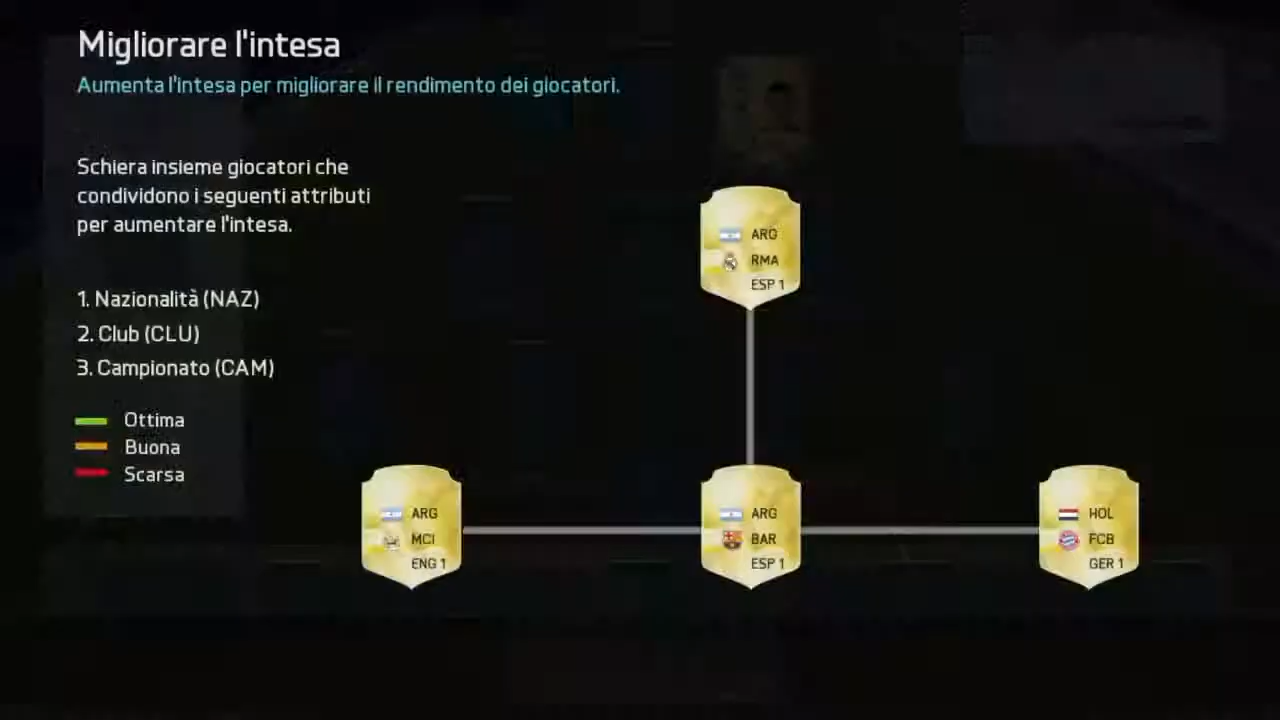 Migliorare l'intesa
Aumenta l'intesa per migliorare il rendimento dei giocatori.
Schiera insieme giocatori che
condividono i seguenti attributi
per aumentare l'intesa.
1. Nazionalità (NAZ)
2. Club (CLU)
3. Campionato (CAM)
Ottima
Buona
Scarsa
ARG
RMA
ESP 1
ARG
MCI
ENG 1
ARG
BAR
ESP 1
HOL
FCB
GER 1